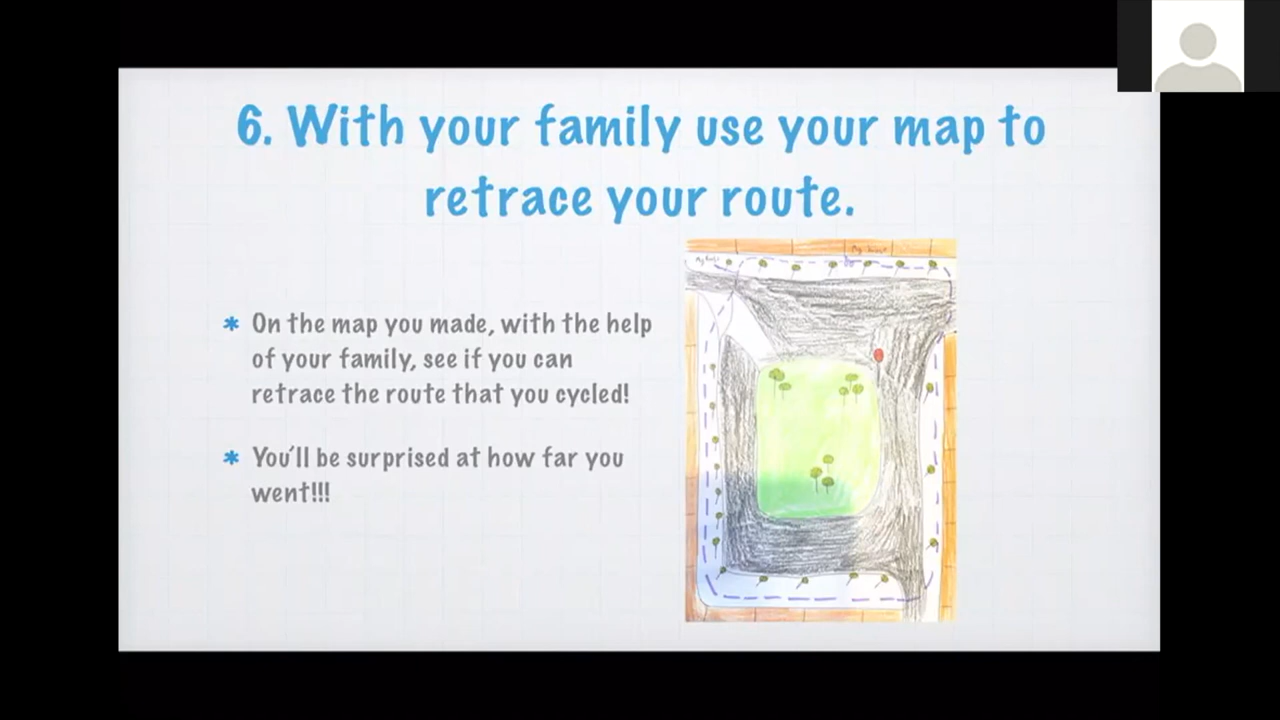 6. With your family use your map to
retrace your route.
* On the map you made, with the help
of your family, see if you can
retrace the route that you cycled!
* You'll be surprised at how far you
went!!!